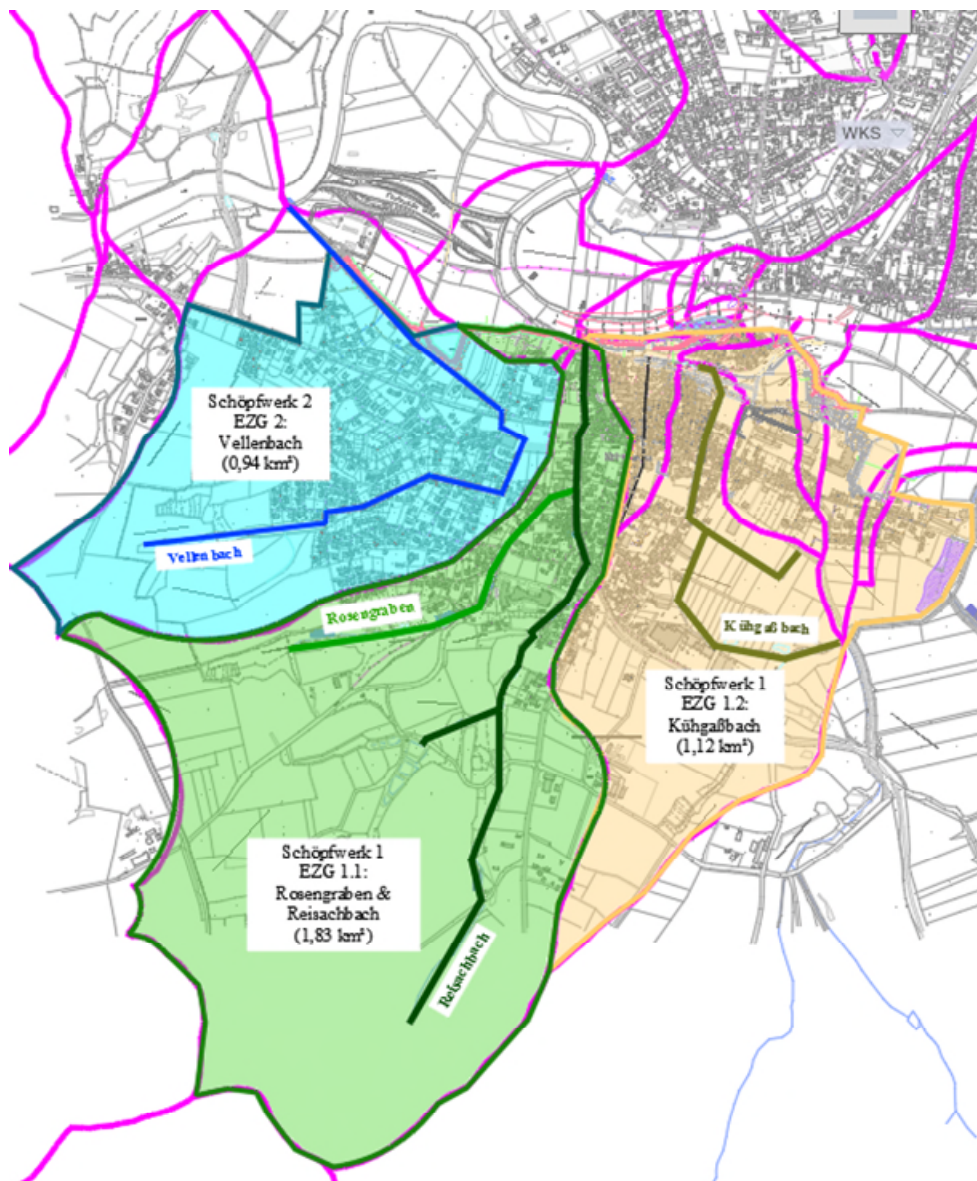 WKS
Schöpfwerk 2
EZG 2:
Vellenbach
(0,94 km²)
Vellenbach
Rosengraben
Kühgaßbach
Schöpfwerk 1
EZG 1.2:
Kühgaßbach
(1,12 km²)
Schöpfwerk 1
EZG 1.1:
Rosengraben &
Reisachbach
(1,83 km²)
Reisachbach